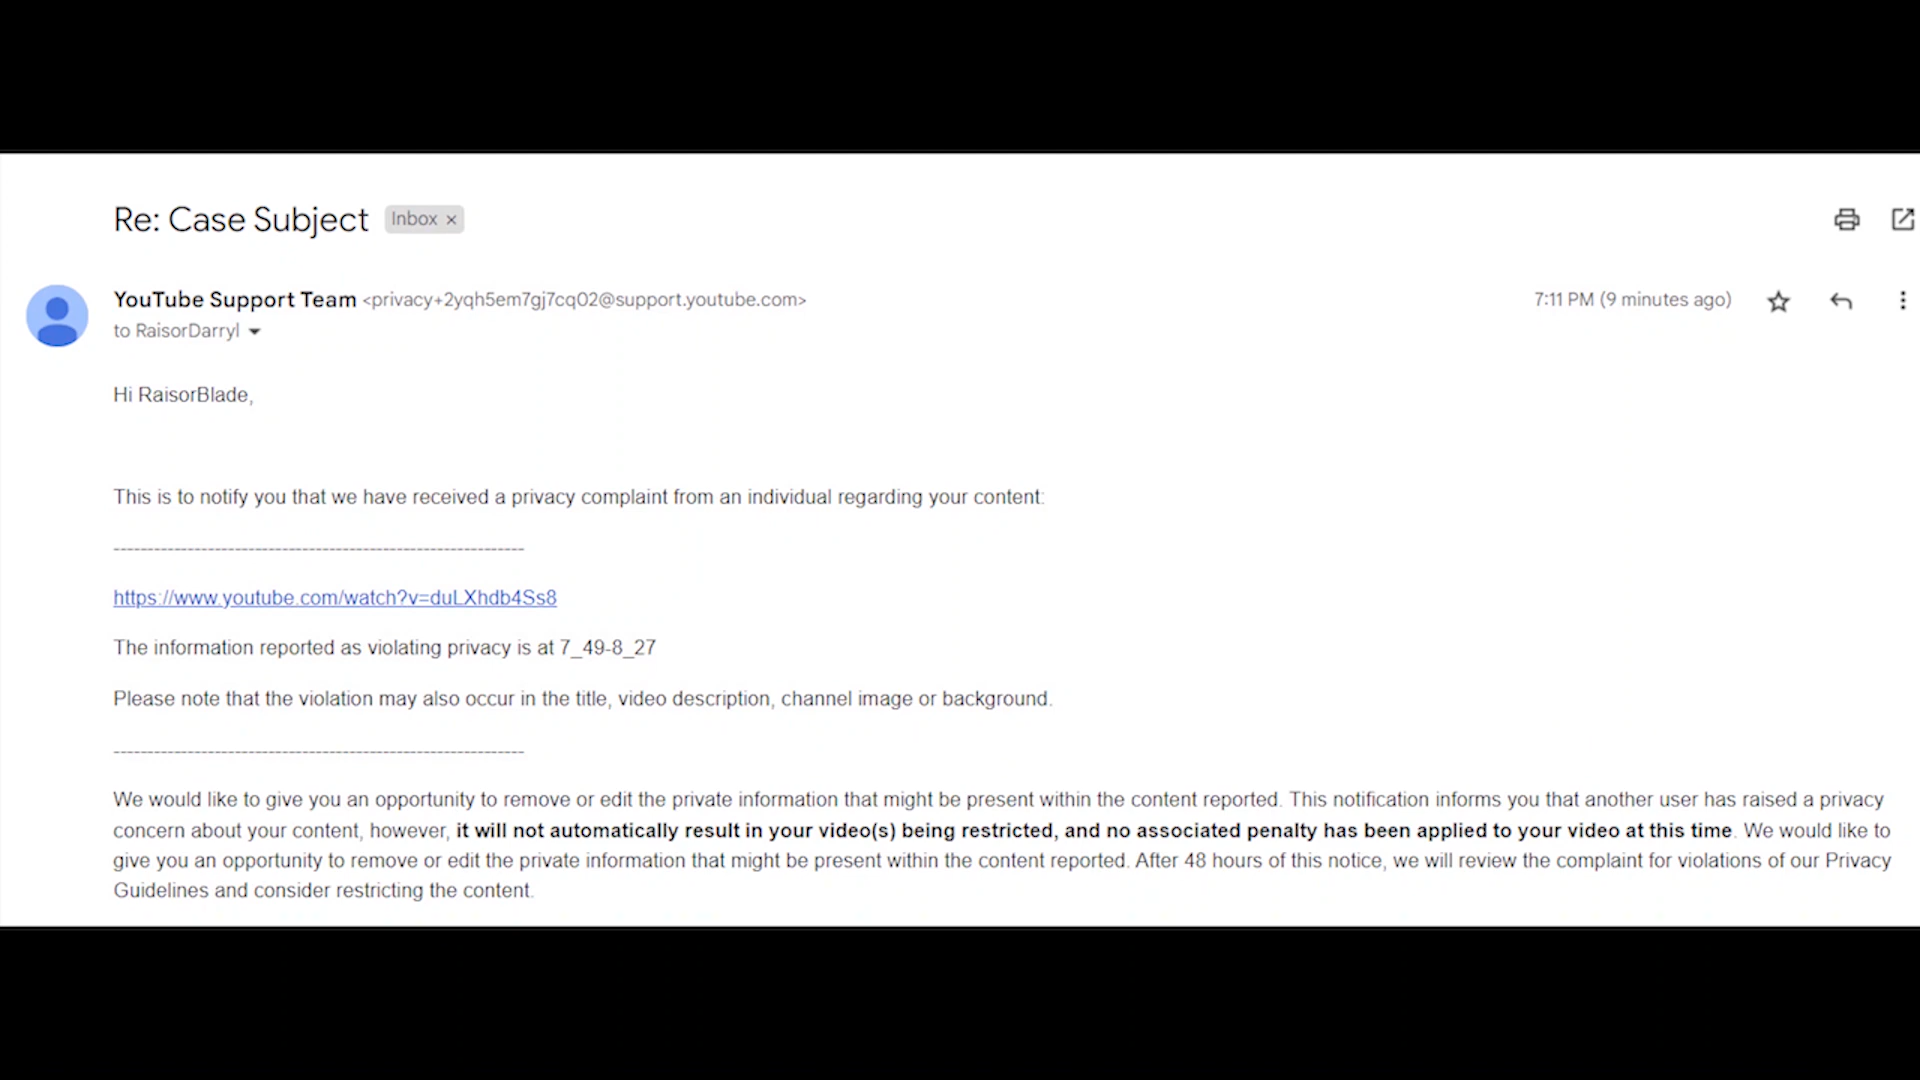 Re: Case Subject Inbox x
YouTube Support Team <privacy+2yqh5em7gj7cq02@support.youtube.com> 7:11 PM (9 minutes ago)
to RaisorDarryl
Hi RaisorBlade,
This is to notify you that we have received a privacy complaint from an individual regarding your content:
-------------------------------------------------------------
https://www.youtube.com/watch?v=duLXhdb4Ss8
The information reported as violating privacy is at 7_49-8_27
Please note that the violation may also occur in the title, video description, channel image or background.
-------------------------------------------------------------
We would like to give you an opportunity to remove or edit the private information that might be present within the content reported. This notification informs you that another user has raised a privacy
concern about your content, however, it will not automatically result in your video(s) being restricted, and no associated penalty has been applied to your video at this time. We would like to
give you an opportunity to remove or edit the private information that might be present within the content reported. After 48 hours of this notice, we will review the complaint for violations of our Privacy
Guidelines and consider restricting the content.